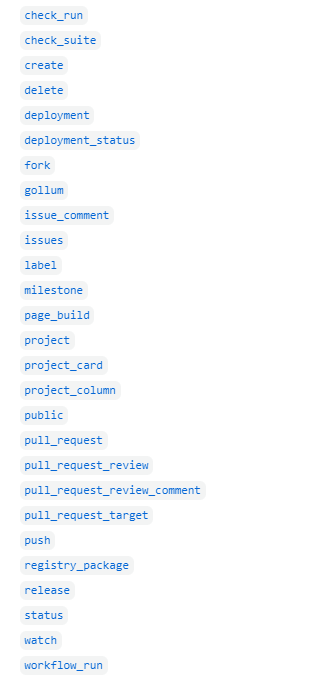 check_run
check_suite
create
delete
deployment
deployment_status
fork
gollum
issue_comment
issues
label
milestone
page_build
project
project_card
project_column
public
pull_request
pull_request_review
pull_request_review_comment
pull_request_target
push
registry_package
release
status
watch
workflow_run